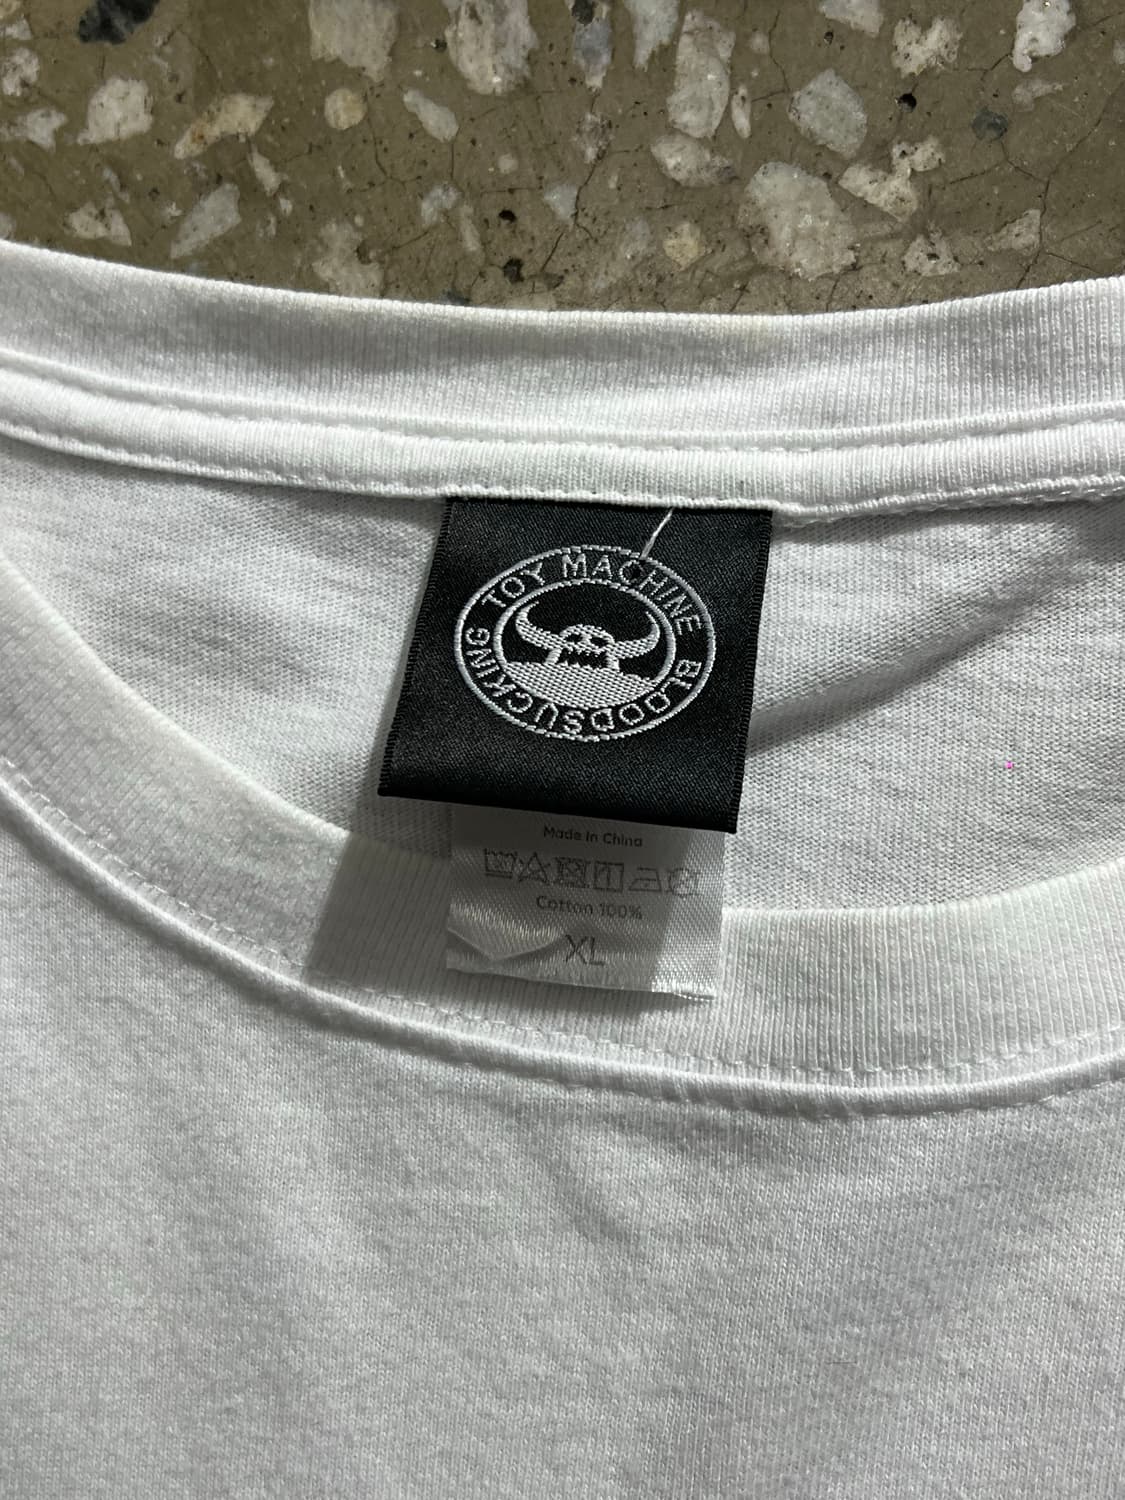 TOY MACHINE BLOODSUCKING
Made in China
Cotton 100%
XL